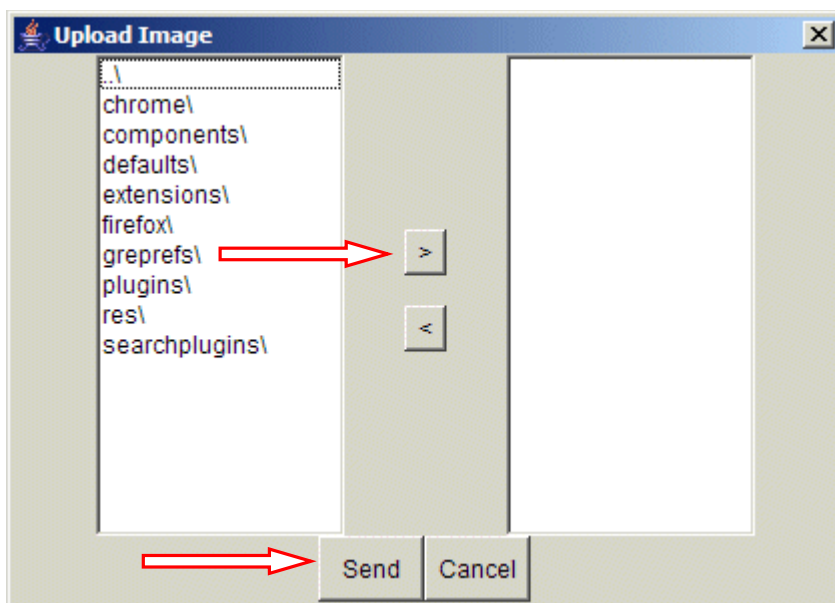 Upload Image
..\
chrome\
components\
defaults\
extensions\
firefox\
greprefs\
plugins\
res\
searchplugins\
>
<
Send Cancel